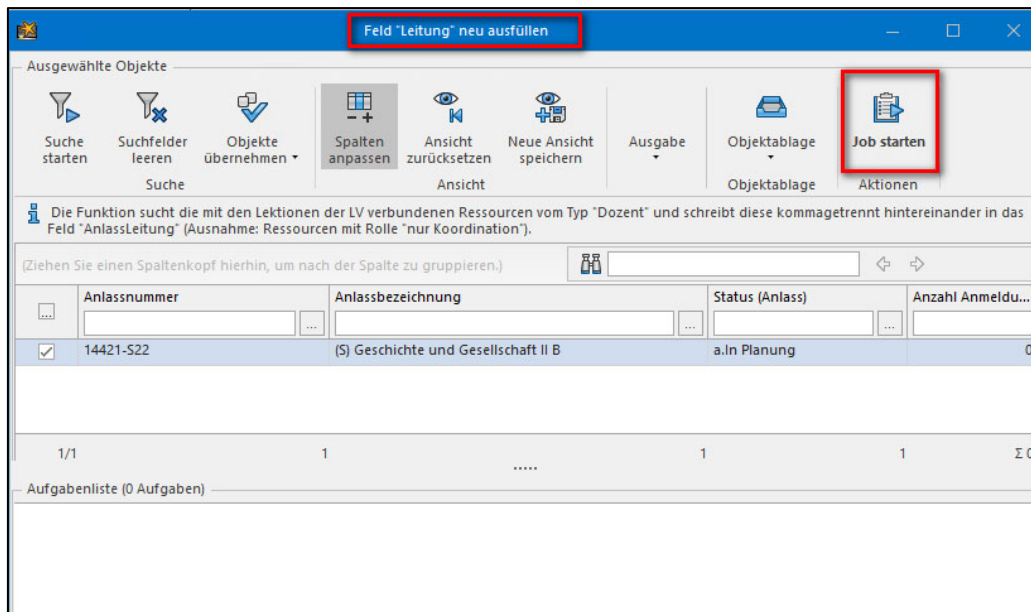 Feld "Leitung" neu ausfüllen
Ausgewählte Objekte
Suche starten
Suchfelder leeren
Objekte übernehmen
Spalten anpassen
Ansicht zurücksetzen
Neue Ansicht speichern
Ausgabe
Objektablage
Job starten
Suche
Ansicht
Objektablage
Aktionen
Die Funktion sucht die mit den Lektionen der LV verbundenen Ressourcen vom Typ "Dozent" und schreibt diese kommagetrennt hintereinander in das
Feld "AnlassLeitung" (Ausnahme: Ressourcen mit Rolle "nur Koordination").
(Ziehen Sie einen Spaltenkopf hierhin, um nach der Spalte zu gruppieren.)
Anlassnummer Anlassbezeichnung Status (Anlass) Anzahl Anmeldu...
... ... ... ...
14421-S22 (S) Geschichte und Gesellschaft II B a.In Planung 0
1/1 1 1 1 Σ 0
Aufgabenliste (0 Aufgaben)